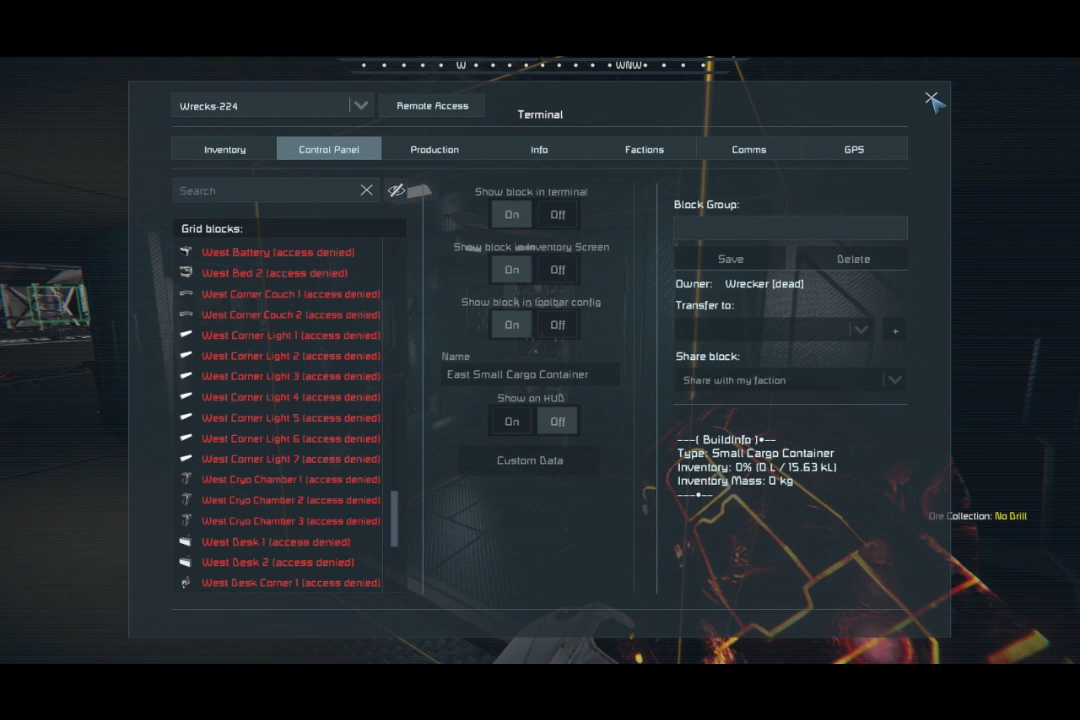 W
WNW
Wrecks-224
Remote Access
Terminal
Inventory
Control Panel
Production
Info
Factions
Comms
GPS
Search
Grid blocks:
West Battery (access denied)
West Bed 2 (access denied)
West Corner Couch 1 (access denied)
West Corner Couch 2 (access denied)
West Corner Light 1 (access denied)
West Corner Light 2 (access denied)
West Corner Light 3 (access denied)
West Corner Light 4 (access denied)
West Corner Light 5 (access denied)
West Corner Light 6 (access denied)
West Corner Light 7 (access denied)
West Cryo Chamber 1 (access denied)
West Cryo Chamber 2 (access denied)
West Cryo Chamber 3 (access denied)
West Desk 1 (access denied)
West Desk 2 (access denied)
West Desk Corner 1 (access denied)
Show block in terminal
On Off
Show block in Inventory Screen
On Off
Show block in toolbar config
On Off
Name
East Small Cargo Container
Show on HUD
On Off
Custom Data
Block Group:
Save Delete
Owner: Wrecker [dead]
Transfer to:
+
Share block:
Share with my faction
---( BuildInfo )•--
Type: Small Cargo Container
Inventory: 0% (0 L / 15.63 kL)
Inventory Mass: 0 kg
---•--
Ore Collection: No Drill